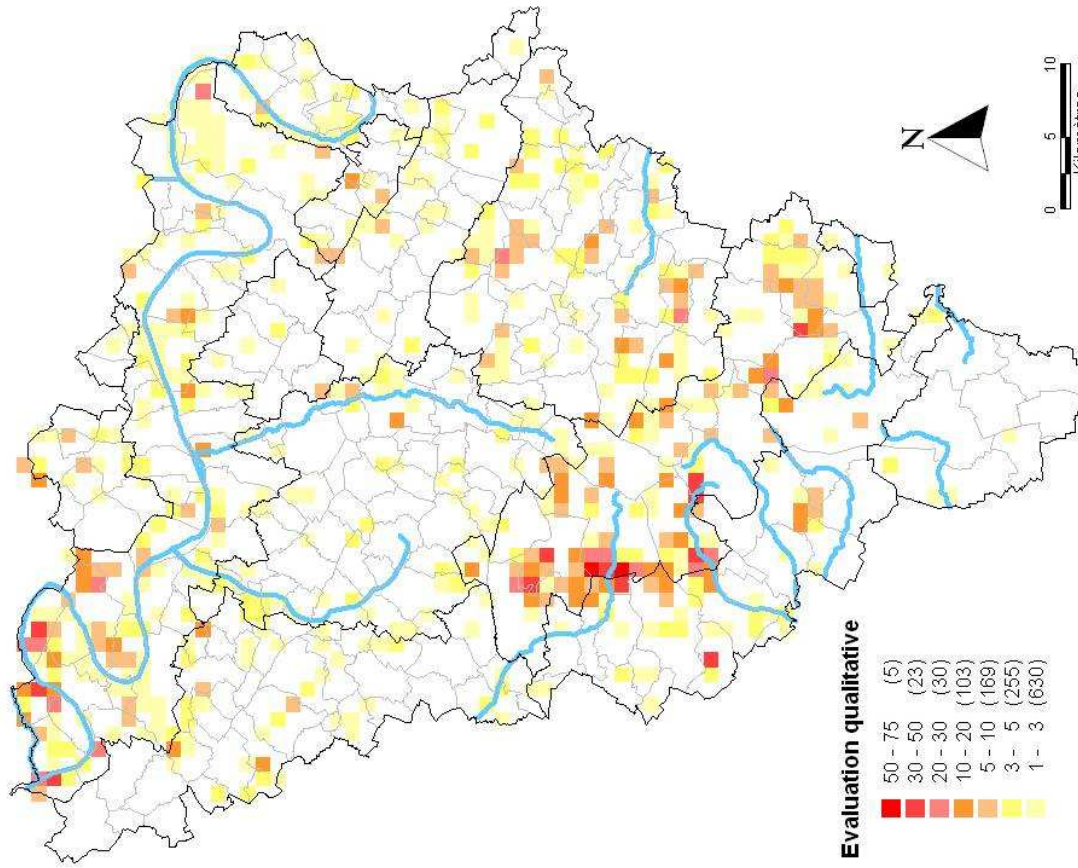 N
0 5 10
Kilomètres
Evaluation qualitative
50 - 75 (5)
30 - 50 (23)
20 - 30 (30)
10 - 20 (103)
5 - 10 (169)
3 - 5 (255)
1 - 3 (630)